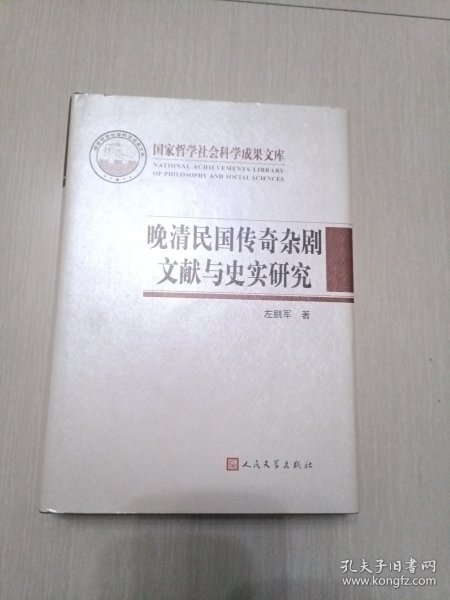 国家哲学社会科学成果文库
NATIONAL ACHIEVEMENTS LIBRARY
OF PHILOSOPHY AND SOCIAL SCIENCES
晚清民国传奇杂剧
文献与史实研究
左鹏军 著
人民文学出版社
孔夫子旧书网
www.kongfz.com